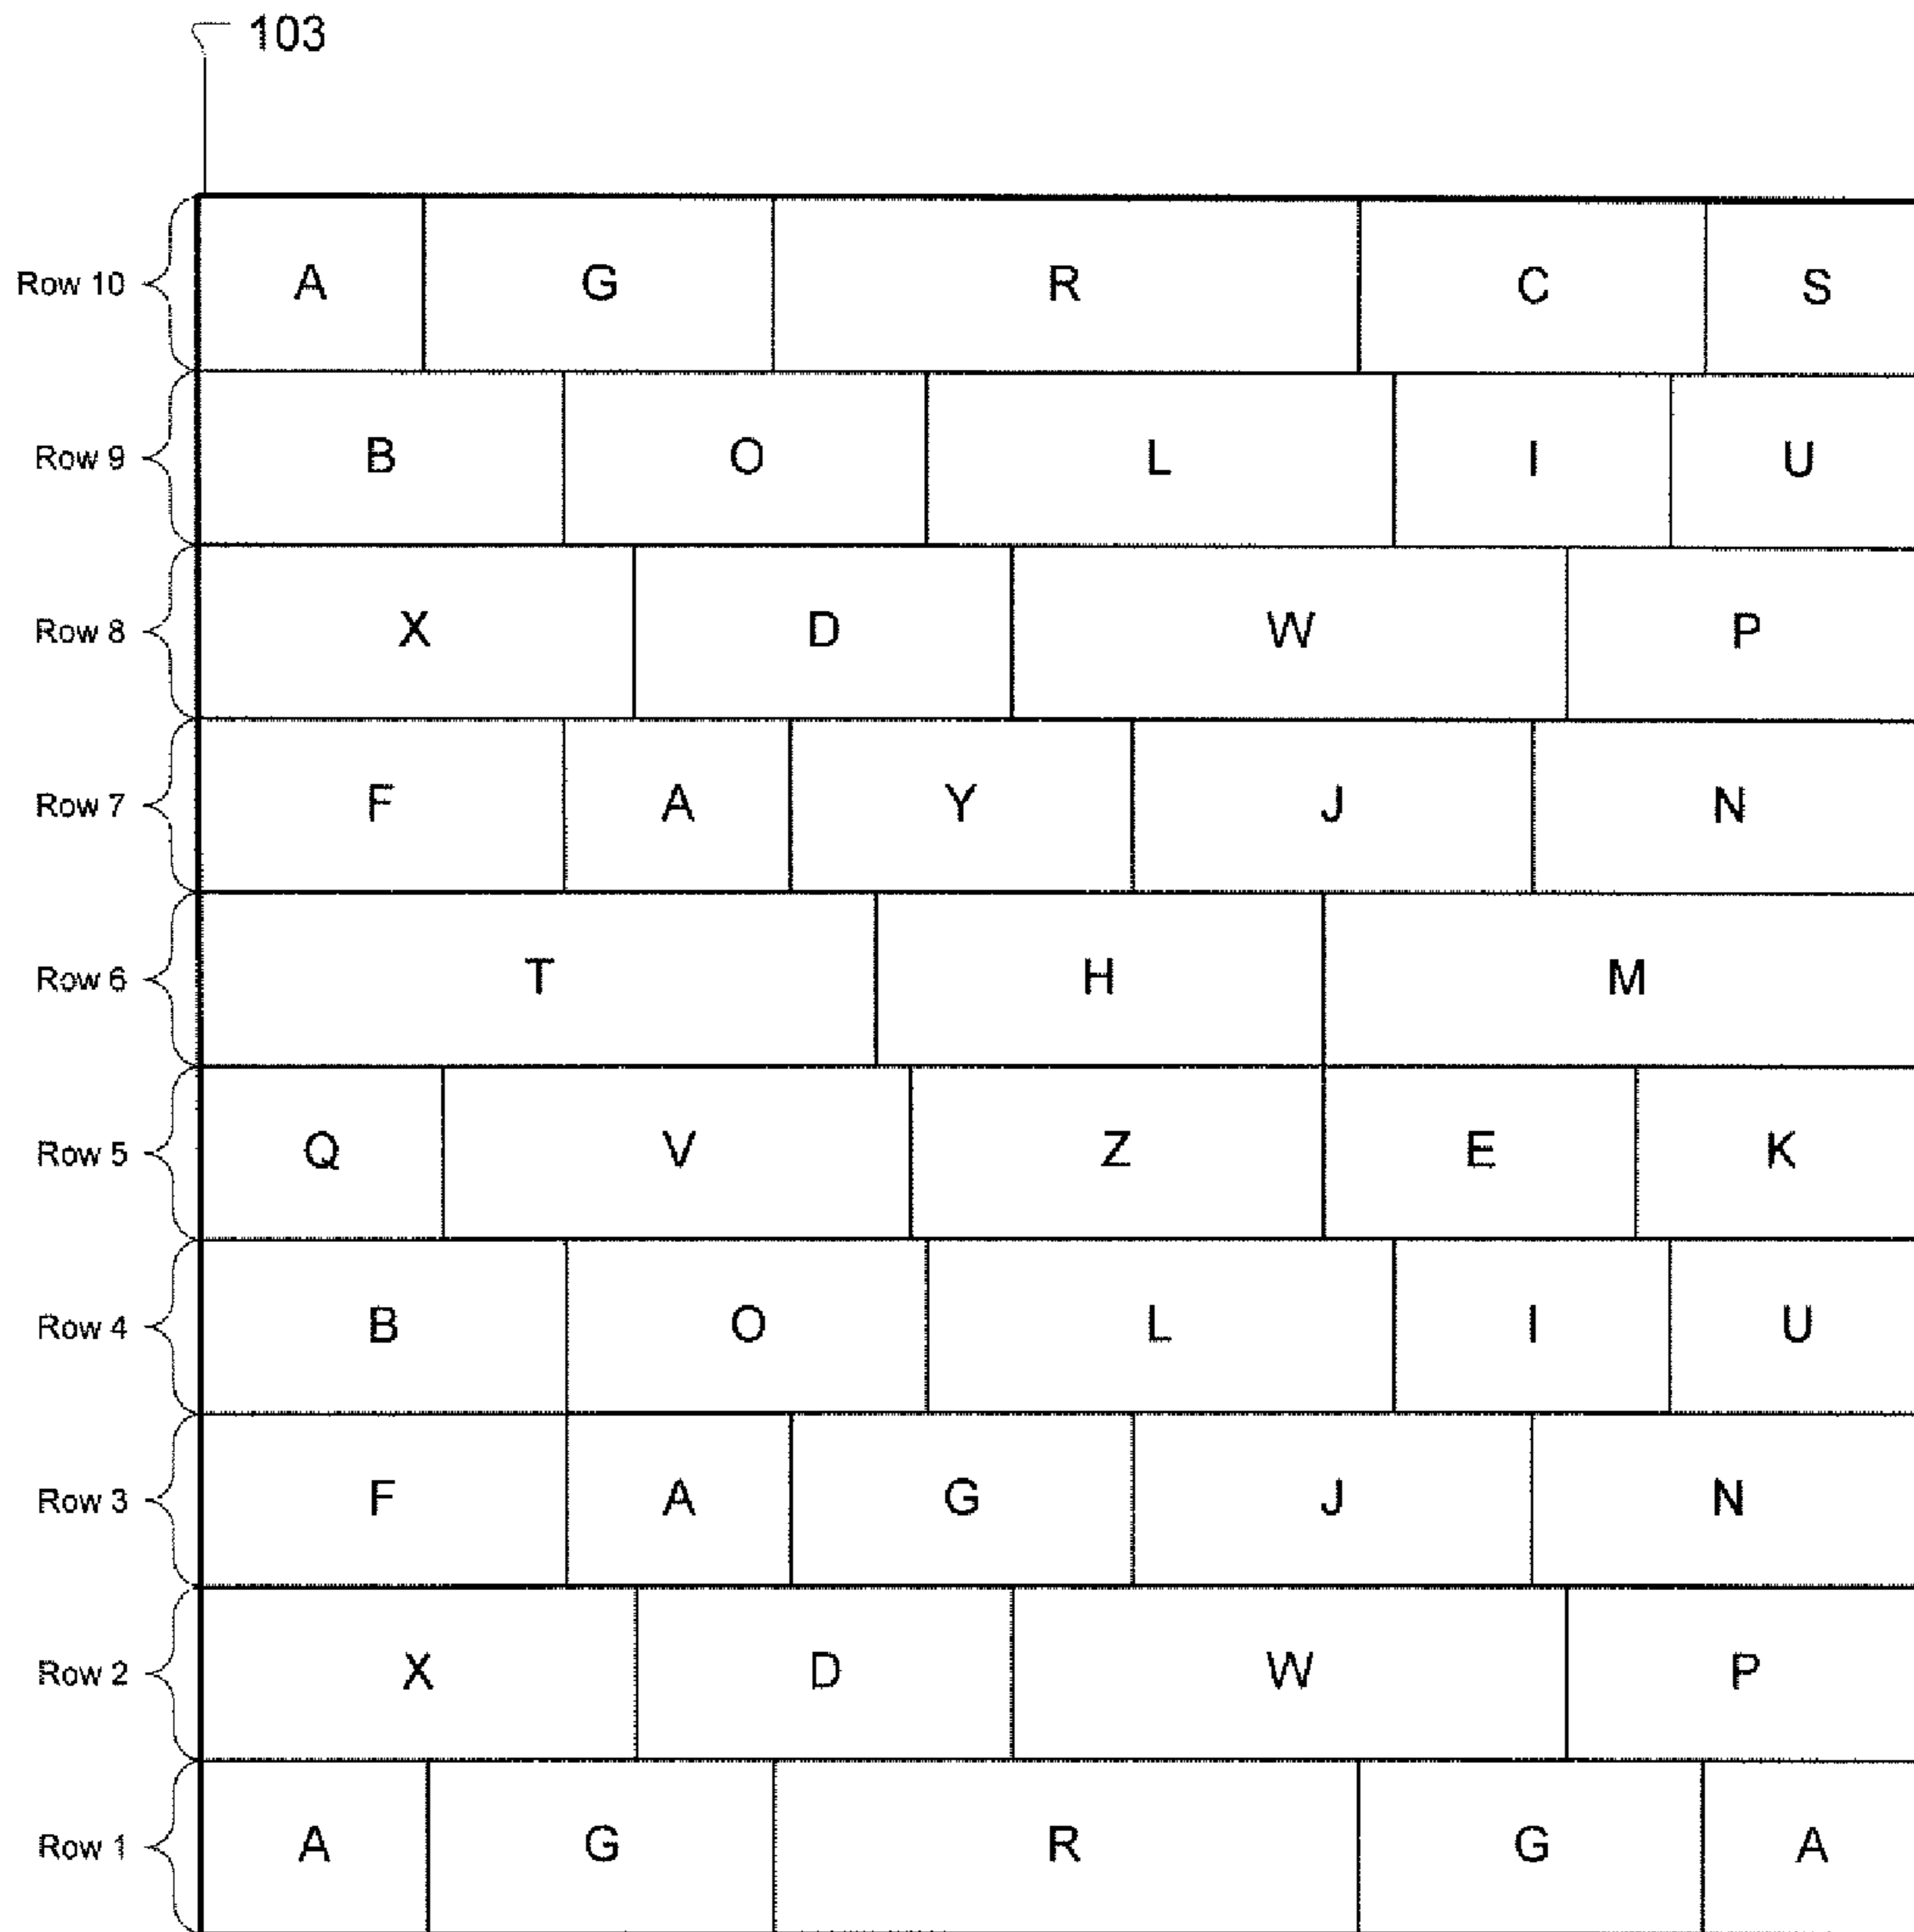 103
Row 10 A G R C S
Row 9 B O L I U
Row 8 X D W P
Row 7 F A Y J N
Row 6 T H M
Row 5 Q V Z E K
Row 4 B O L I U
Row 3 F A G J N
Row 2 X D W P
Row 1 A G R G A